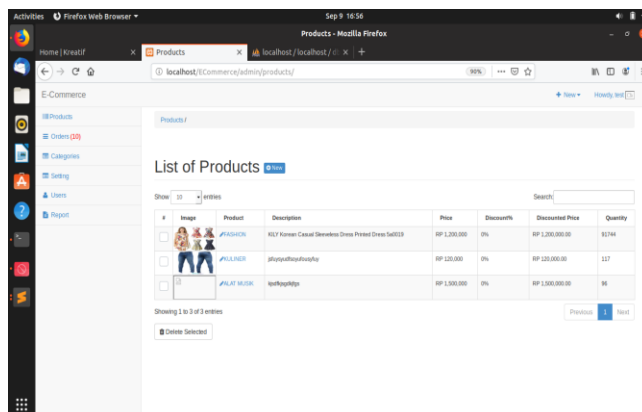 Activities Firefox Web Browser Sep 9 16:56
Products - Mozilla Firefox
Home | Kreatif Products localhost / localhost /
localhost/ECommerce/admin/products/ 90%
E-Commerce New Howdy, test
Products
Orders (10)
Categories
Setting
Users
Report
Products /
List of Products New
Show 10 entries Search:
# Image Product Description Price Discount% Discounted Price Quantity
FASHION KILY Korean Casual Sleeveless Dress Printed Dress RP 1,200,000 0% RP 1,200,000.00 91744
KULINER RP 120,000 0% RP 120,000.00 117
ALAT MUSIK RP 1,500,000 0% RP 1,500,000.00 96
Showing 1 to 3 of 3 entries Previous 1 Next
Delete Selected